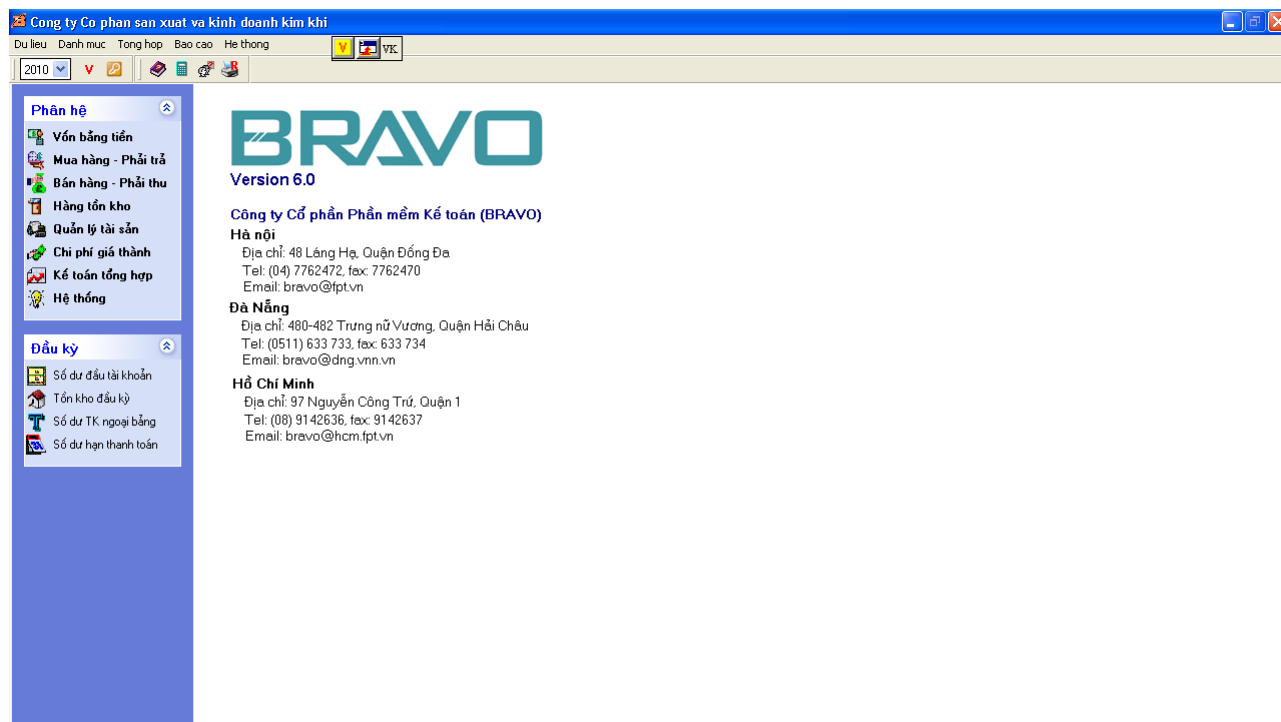 Cong ty Co phan san xuat va kinh doanh kim khi
Du lieu Danh muc Tong hop Bao cao He thong
V VK
2010 V
Phân hệ
Vốn bằng tiền
Mua hàng - Phải trả
Bán hàng - Phải thu
Hàng tồn kho
Quản lý tài sản
Chi phí giá thành
Kế toán tổng hợp
Hệ thống
Đầu kỳ
Số dư đầu tài khoản
Tồn kho đầu kỳ
Số dư TK ngoại bảng
Số dư hạn thanh toán
BRAVO
Version 6.0
Công ty Cổ phần Phần mềm Kế toán (BRAVO)
Hà nội
Địa chỉ: 48 Láng Hạ, Quận Đống Đa
Tel: (04) 7762472, fax: 7762470
Email: bravo@fpt.vn
Đà Nẵng
Địa chỉ: 480-482 Trưng nữ Vương, Quận Hải Châu
Tel: (0511) 633 733, fax: 633 734
Email: bravo@dng.vnn.vn
Hồ Chí Minh
Địa chỉ: 97 Nguyễn Công Trứ, Quận 1
Tel: (08) 9142636, fax: 9142637
Email: bravo@hcm.fpt.vn